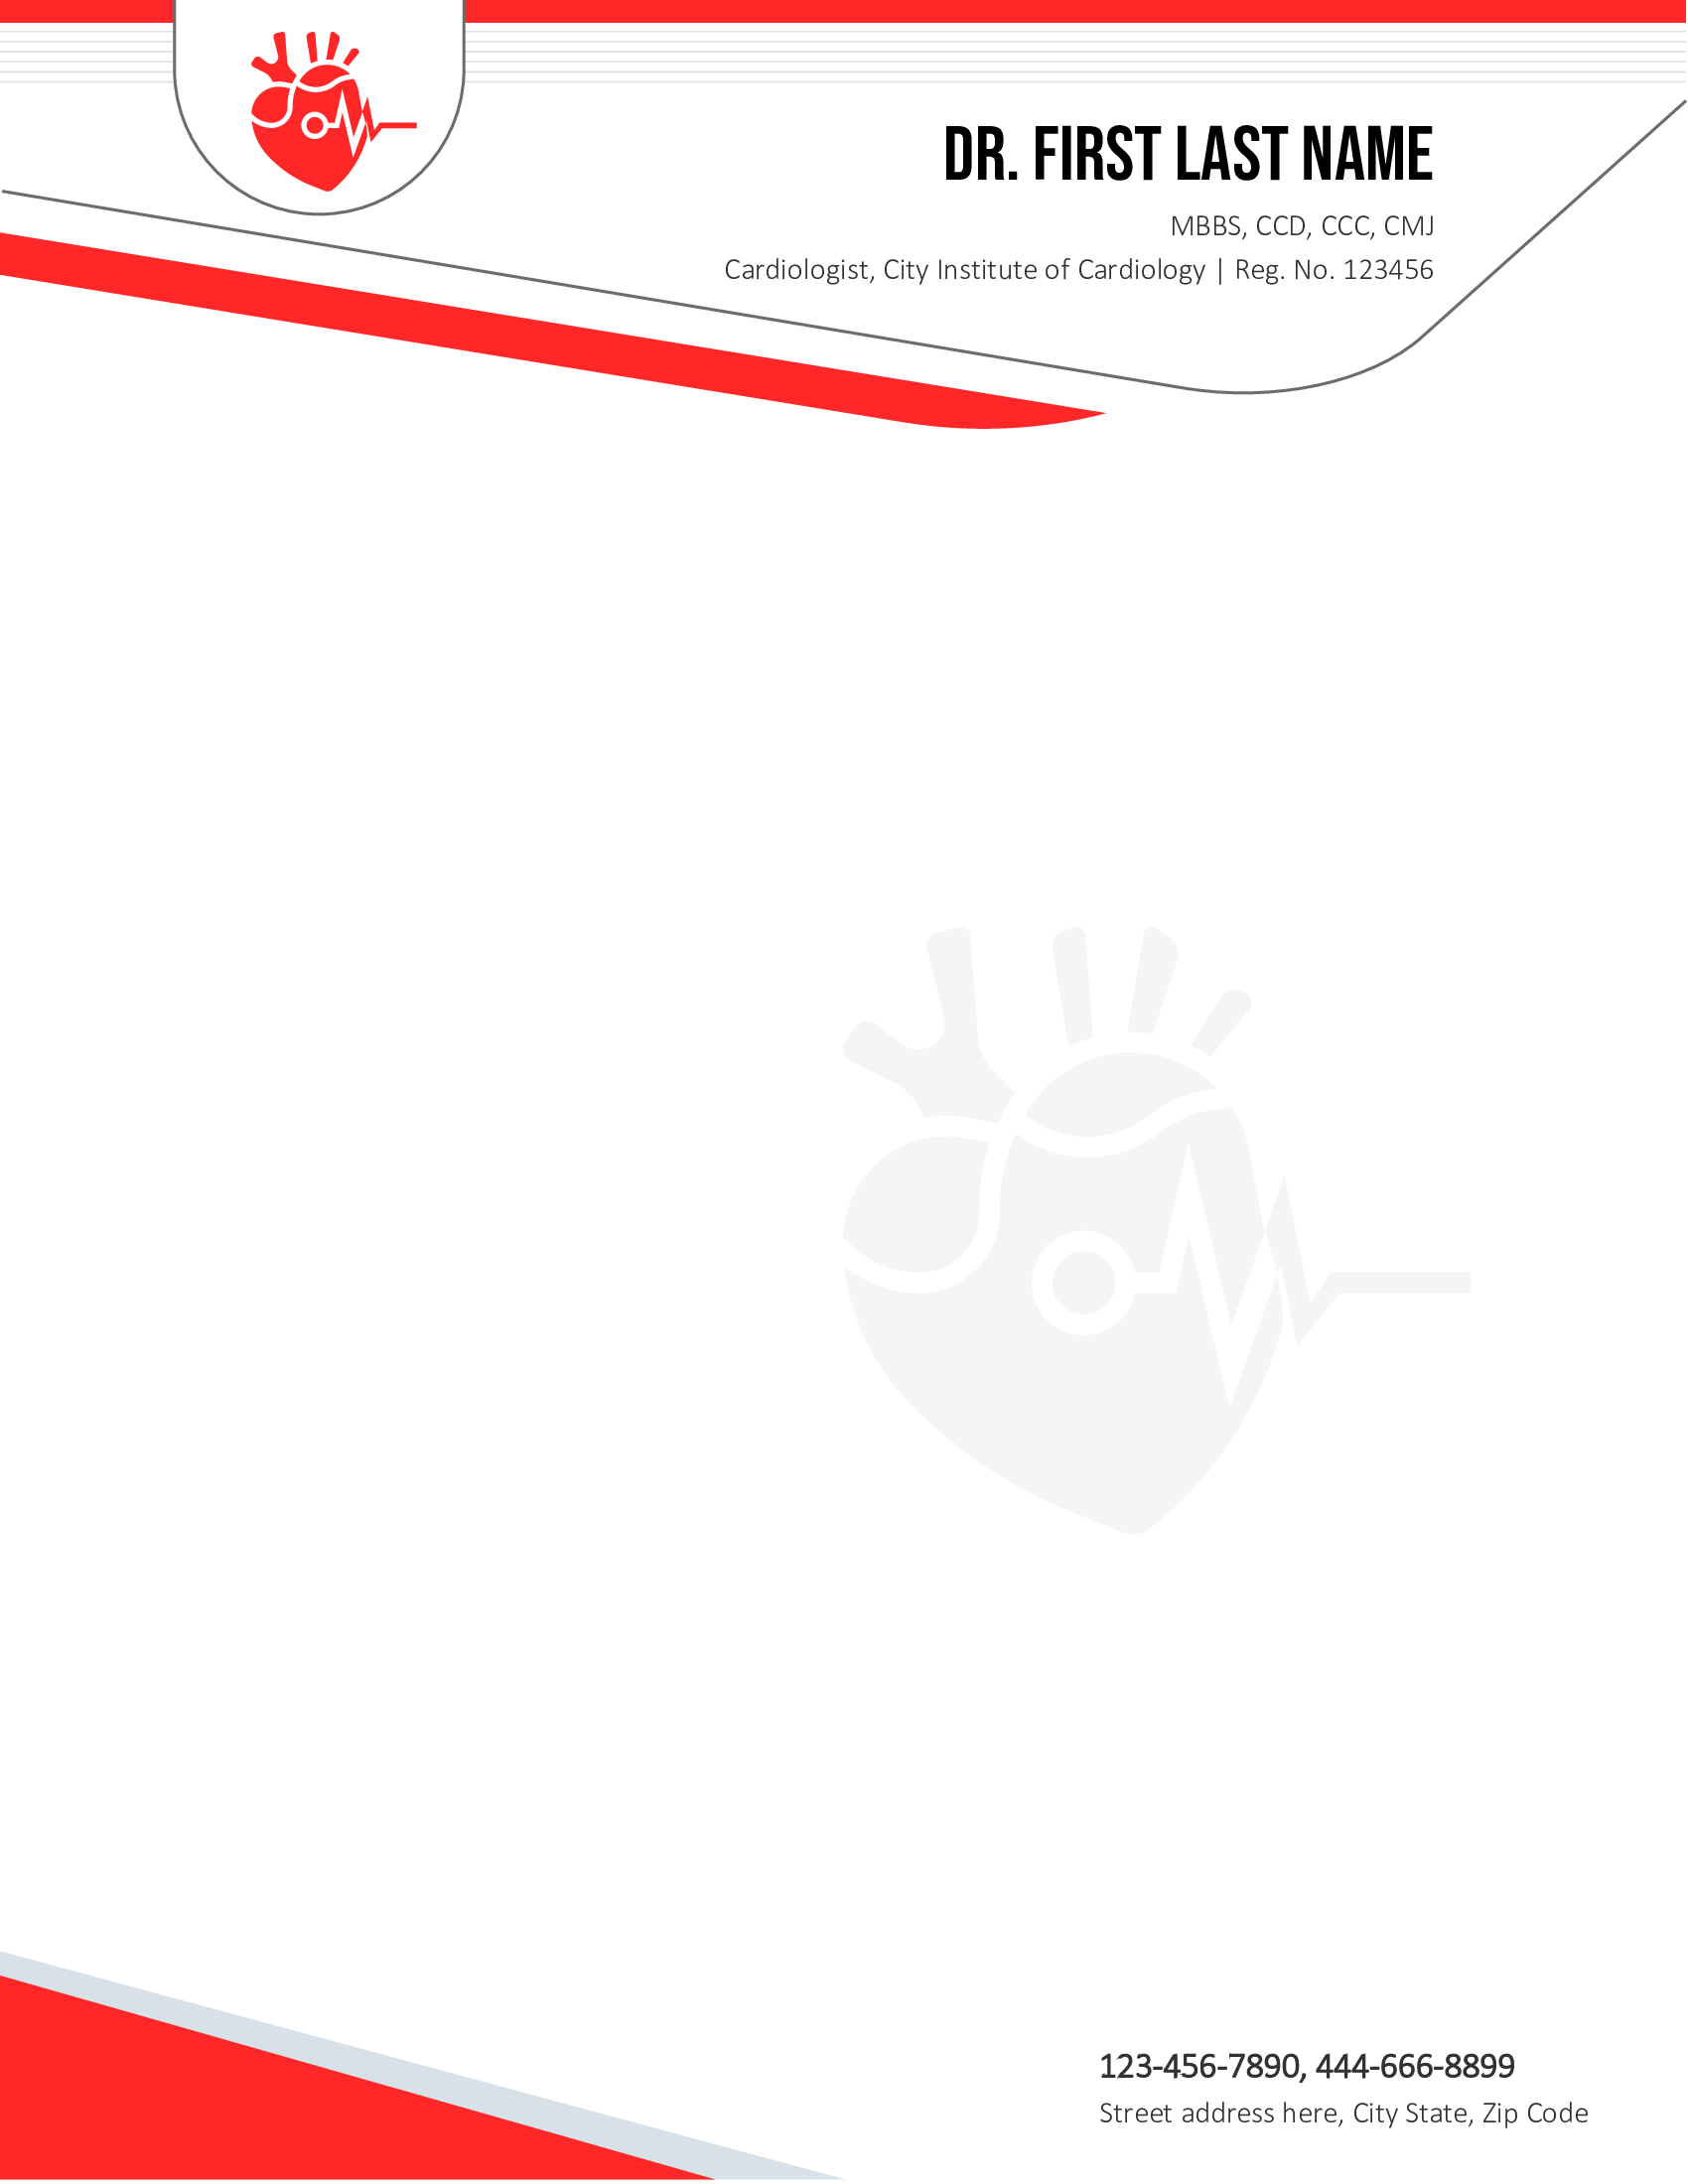 DR. FIRST LAST NAME
MBBS, CCD, CCC, CMJ
Cardiologist, City Institute of Cardiology | Reg. No. 123456
123-456-7890, 444-666-8899
Street address here, City State, Zip Code